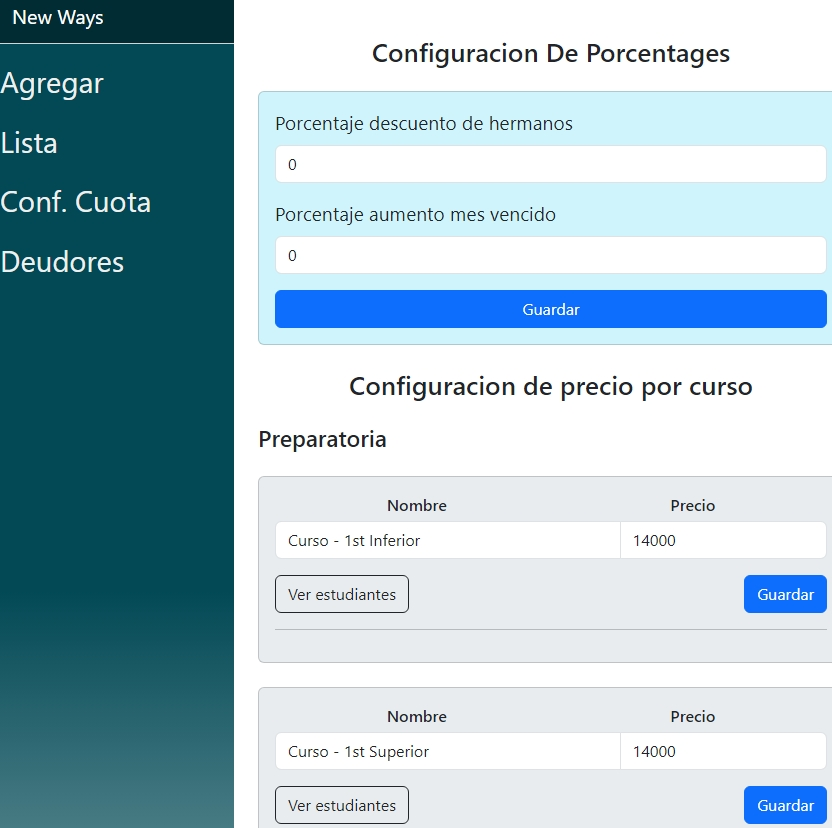 New Ways
Agregar
Lista
Conf. Cuota
Deudores
Configuracion De Porcentages
Porcentaje descuento de hermanos
0
Porcentaje aumento mes vencido
0
Guardar
Configuracion de precio por curso
Preparatoria
Nombre Precio
Curso - 1st Inferior 14000
Ver estudiantes Guardar
Nombre Precio
Curso - 1st Superior 14000
Ver estudiantes Guardar